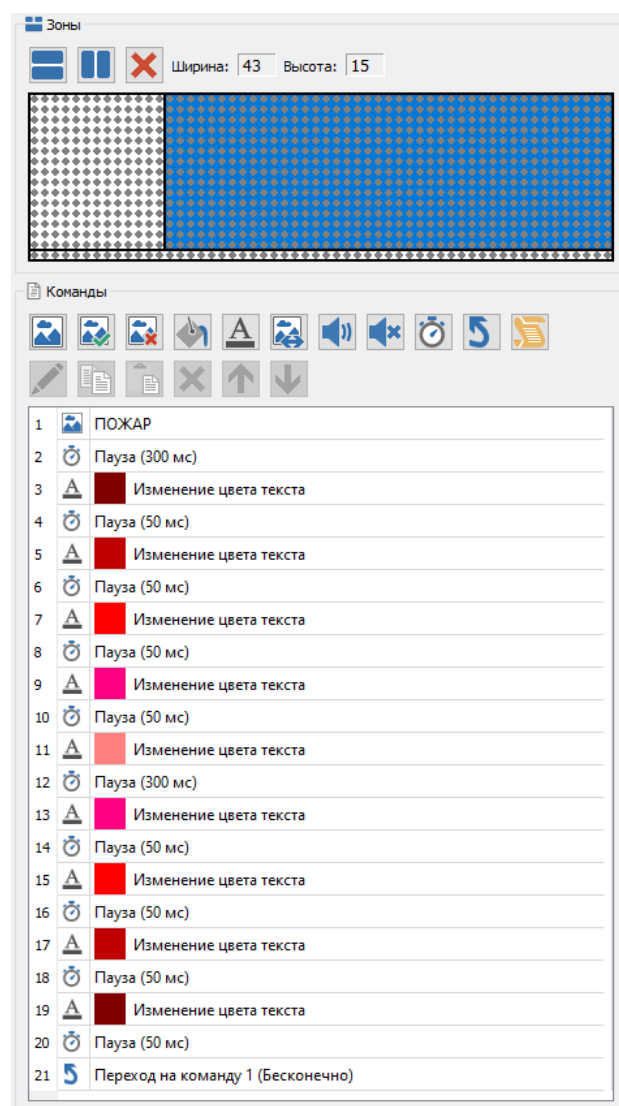 Зоны
Ширина: 43 Высота: 15
Команды
1 ПОЖАР
2 Пауза (300 мс)
3 A Изменение цвета текста
4 Пауза (50 мс)
5 A Изменение цвета текста
6 Пауза (50 мс)
7 A Изменение цвета текста
8 Пауза (50 мс)
9 A Изменение цвета текста
10 Пауза (50 мс)
11 A Изменение цвета текста
12 Пауза (300 мс)
13 A Изменение цвета текста
14 Пауза (50 мс)
15 A Изменение цвета текста
16 Пауза (50 мс)
17 A Изменение цвета текста
18 Пауза (50 мс)
19 A Изменение цвета текста
20 Пауза (50 мс)
21 Переход на команду 1 (Бесконечно)